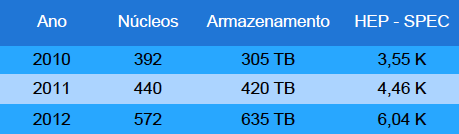 Ano Núcleos Armazenamento HEP - SPEC
2010 392 305 TB 3,55 K
2011 440 420 TB 4,46 K
2012 572 635 TB 6,04 K